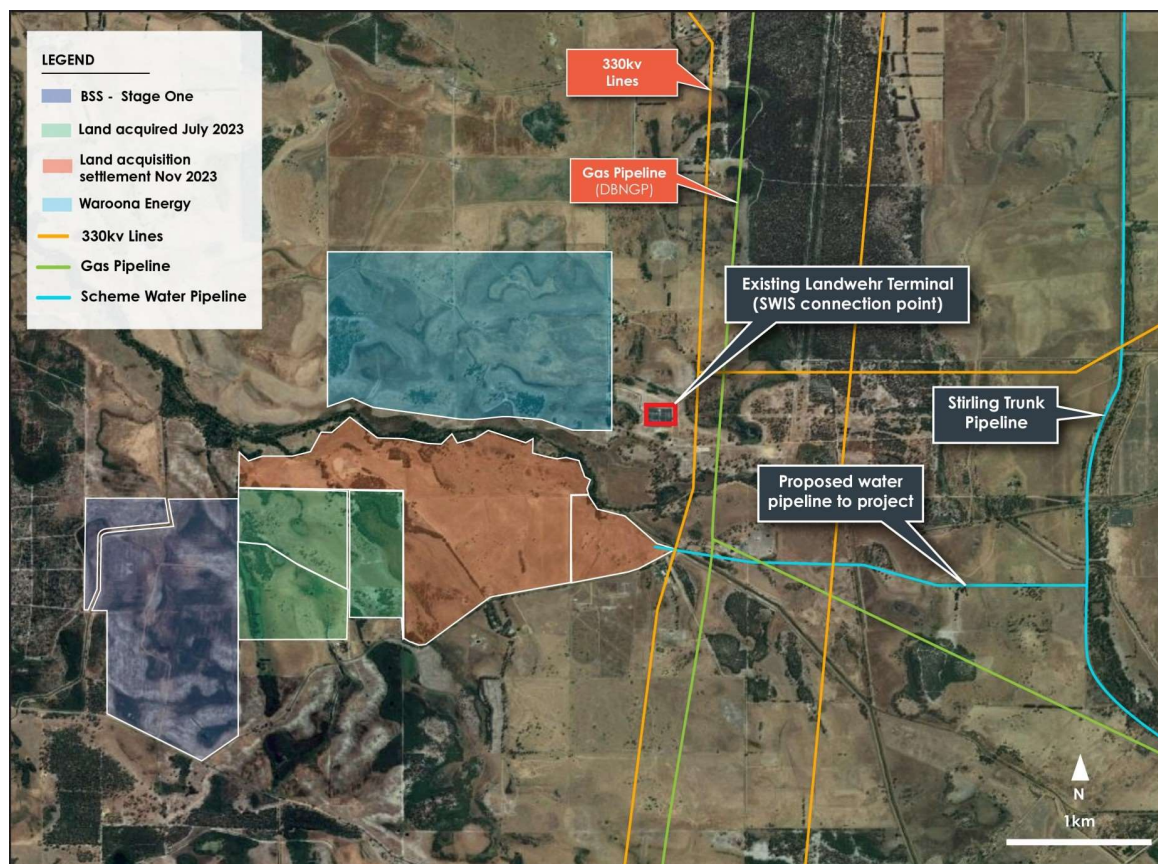 LEGEND
BSS - Stage One
Land acquired July 2023
Land acquisition
settlement Nov 2023
Waroona Energy
330kv Lines
Gas Pipeline
Scheme Water Pipeline
330kv
Lines
Gas Pipeline
(DBNGP)
Existing Landwehr Terminal
(SWIS connection point)
Stirling Trunk
Pipeline
Proposed water
pipeline to project
N
1km